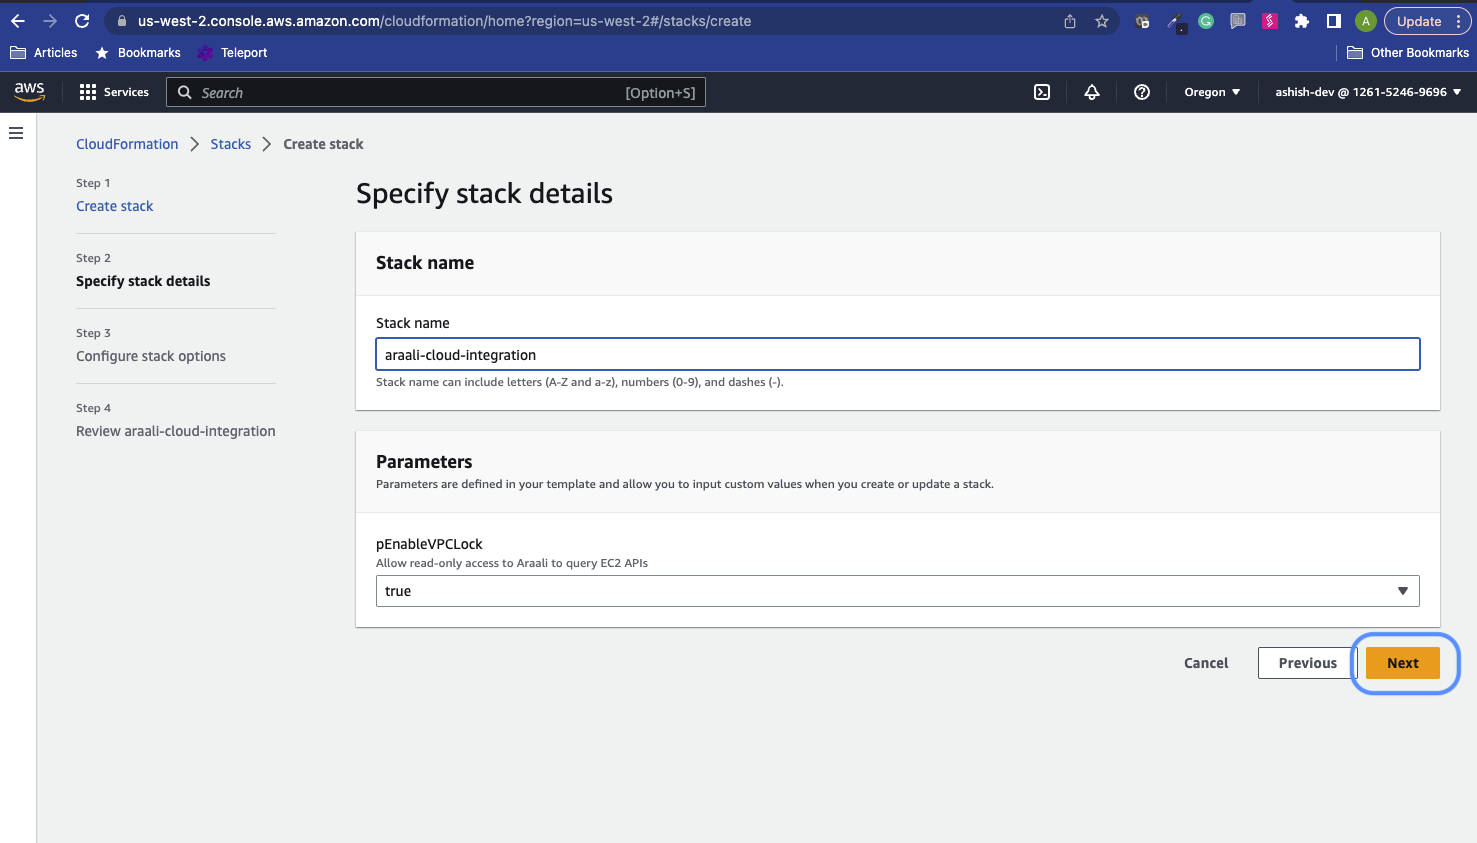 us-west-2.console.aws.amazon.com/cloudformation/home?region=us-west-2#/stacks/create
A
Update
Articles
Bookmarks
Teleport
Other Bookmarks
aws
Services
Search
[Option+S]
Oregon
ashish-dev @ 1261-5246-9696
CloudFormation
Stacks
Create stack
Step 1
Create stack
Step 2
Specify stack details
Step 3
Configure stack options
Step 4
Review araali-cloud-integration
Specify stack details
Stack name
Stack name
araali-cloud-integration
Stack name can include letters (A-Z and a-z), numbers (0-9), and dashes (-).
Parameters
Parameters are defined in your template and allow you to input custom values when you create or update a stack.
pEnableVPCLock
Allow read-only access to Araali to query EC2 APIs
true
Cancel
Previous
Next